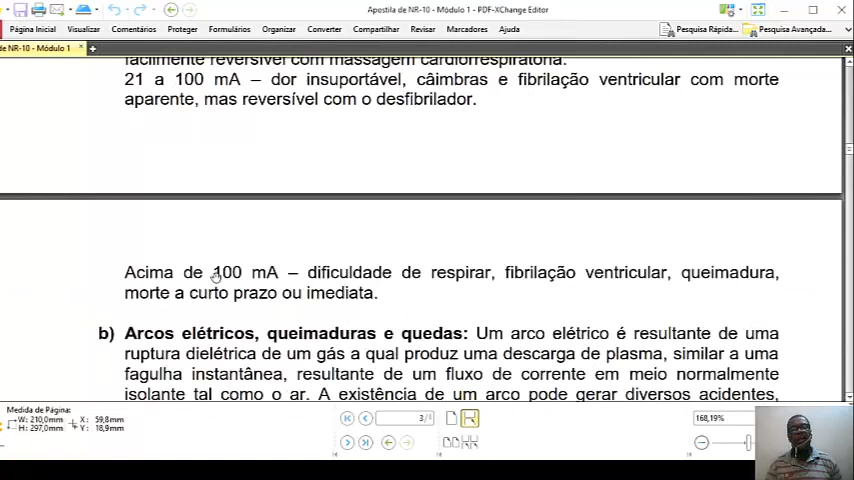 Apostila de NR-10 - Módulo 1 - PDF-XChange Editor
Página Inicial Visualizar Comentários Proteger Formulários Organizar Converter Compartilhar Revisar Marcadores Ajuda Pesquisa Rápida... Pesquisa Avançada...
de NR-10 - Módulo 1
facilmente reversível com massagem cardiorrespiratória.
21 a 100 mA – dor insuportável, câimbras e fibrilação ventricular com morte
aparente, mas reversível com o desfibrilador.
Acima de 100 mA – dificuldade de respirar, fibrilação ventricular, queimadura,
morte a curto prazo ou imediata.
b) Arcos elétricos, queimaduras e quedas: Um arco elétrico é resultante de uma
ruptura dielétrica de um gás a qual produz uma descarga de plasma, similar a uma
fagulha instantânea, resultante de um fluxo de corrente em meio normalmente
isolante tal como o ar. A existência de um arco pode gerar diversos acidentes,
Medida de Página:
W: 210,0mm X: 59,8mm
H: 297,0mm Y: 18,9mm
3/
168,19%